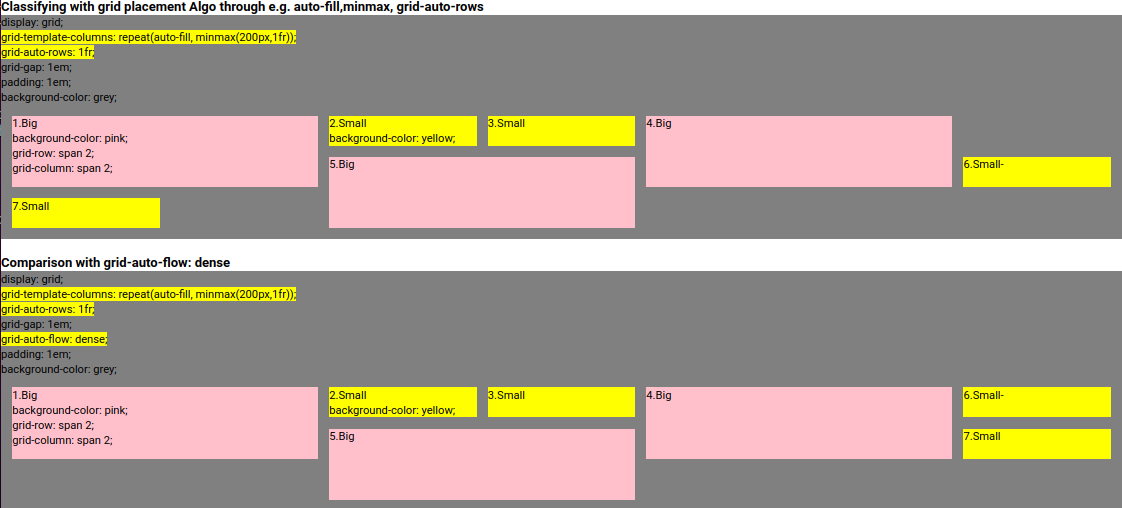 Classifying with grid placement Algo through e.g. auto-fill,minmax, grid-auto-rows
display: grid;
grid-template-columns: repeat(auto-fill, minmax(200px,1fr));
grid-auto-rows: 1fr;
grid-gap: 1em;
padding: 1em;
background-color: grey;
1.Big
background-color: pink;
grid-row: span 2;
grid-column: span 2;
2.Small
background-color: yellow;
3.Small
4.Big
5.Big
6.Small-
7.Small
Comparison with grid-auto-flow: dense
display: grid;
grid-template-columns: repeat(auto-fill, minmax(200px,1fr));
grid-auto-rows: 1fr;
grid-gap: 1em;
grid-auto-flow: dense;
padding: 1em;
background-color: grey;
1.Big
background-color: pink;
grid-row: span 2;
grid-column: span 2;
2.Small
background-color: yellow;
3.Small
4.Big
5.Big
6.Small-
7.Small